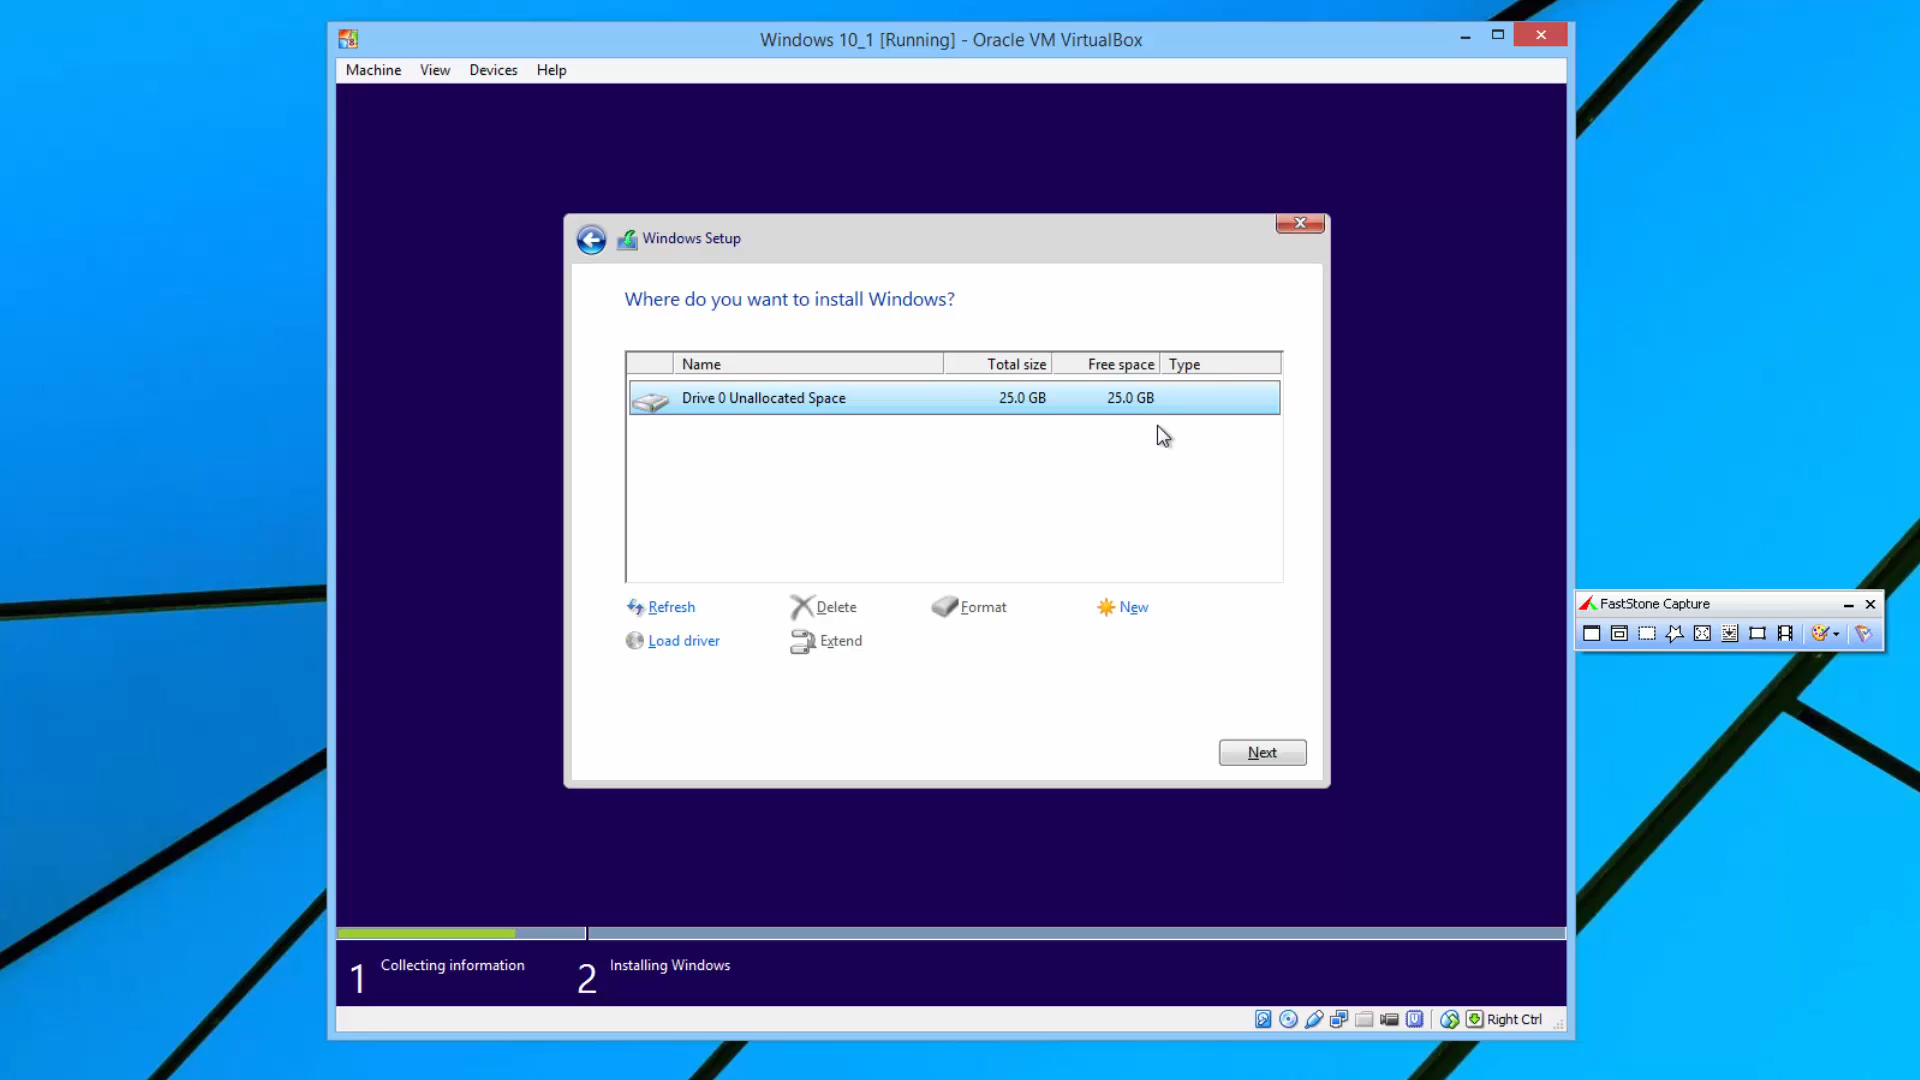 Windows 10_1 [Running] - Oracle VM VirtualBox
Machine View Devices Help
Windows Setup
Where do you want to install Windows?
Name Total size Free space Type
Drive 0 Unallocated Space 25.0 GB 25.0 GB
Refresh Delete Format New
Load driver Extend
Next
FastStone Capture
1 Collecting information 2 Installing Windows
Right Ctrl